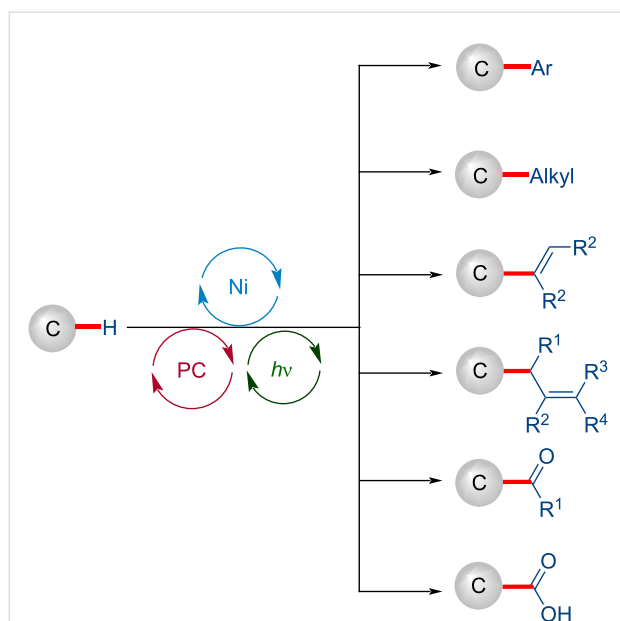 C Ar
C Alkyl
C R² R²
Ni
C H
PC hν
C R¹ R³ R² R⁴
C O R¹
C O OH